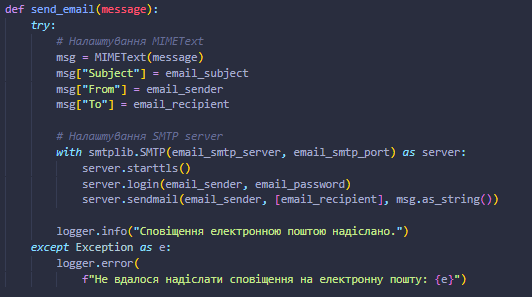 def send_email(message):
    try:
        # Налаштування MIMEText
        msg = MIMEText(message)
        msg["Subject"] = email_subject
        msg["From"] = email_sender
        msg["To"] = email_recipient

        # Налаштування SMTP server
        with smtplib.SMTP(email_smtp_server, email_smtp_port) as server:
            server.starttls()
            server.login(email_sender, email_password)
            server.sendmail(email_sender, [email_recipient], msg.as_string())

        logger.info("Сповіщення електронною поштою надіслано.")
    except Exception as e:
        logger.error(
            f"Не вдалося надіслати сповіщення на електронну пошту: {e}")